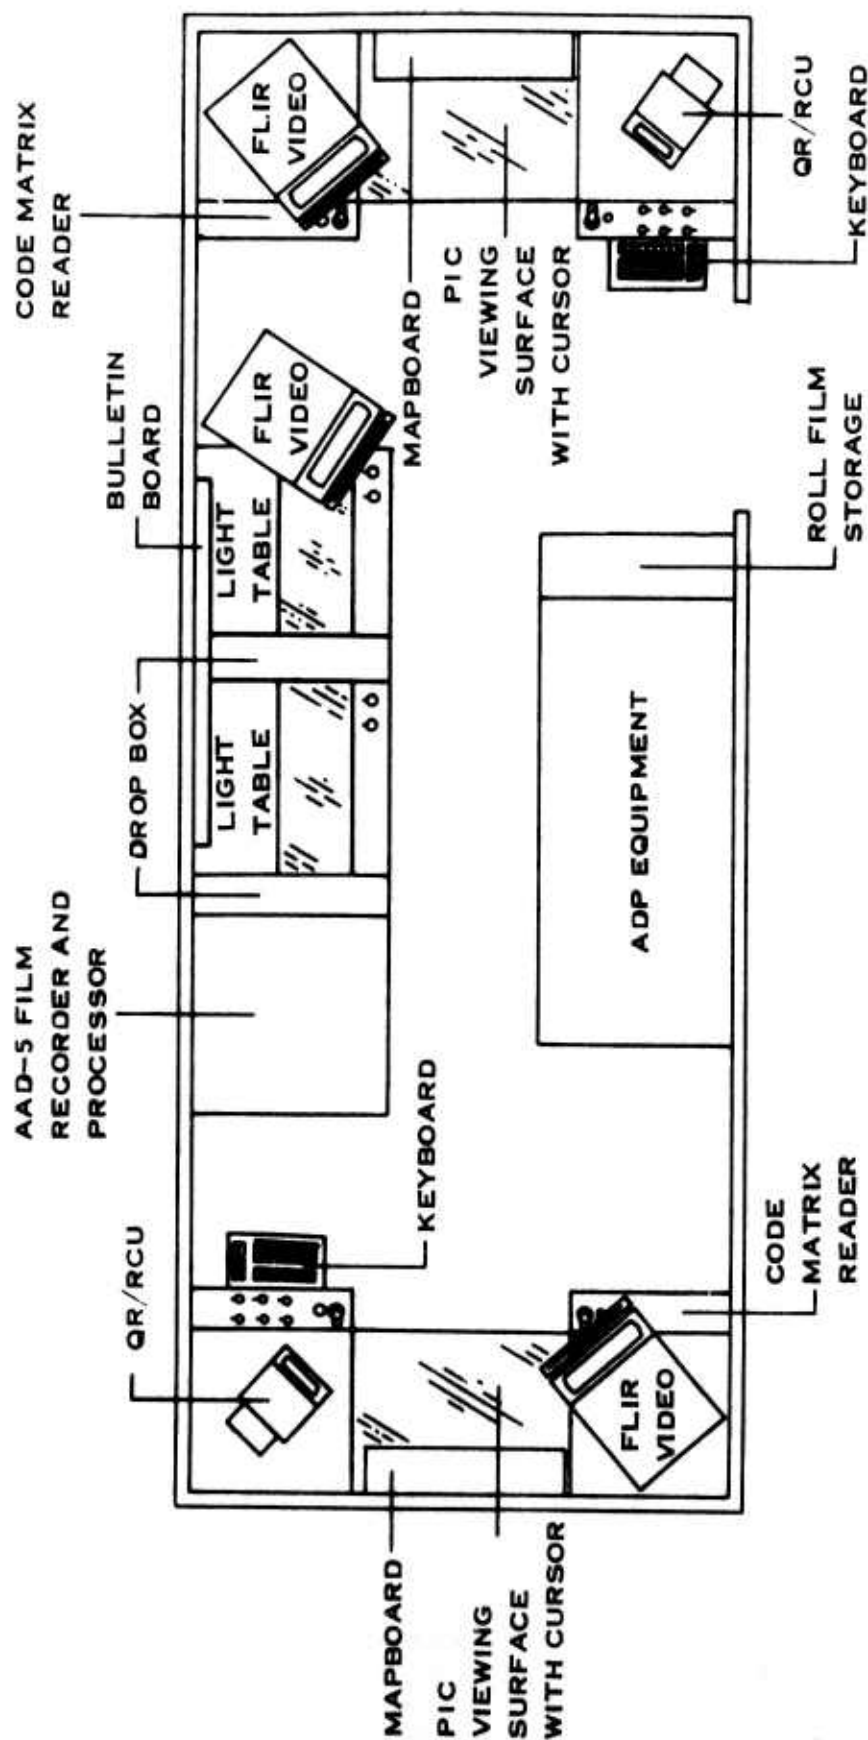 QR/RCU
AAD-5 FILM
RECORDER AND
PROCESSOR
DROP BOX
BULLETIN
BOARD
CODE MATRIX
READER
LIGHT
TABLE
LIGHT
TABLE
FLIR
VIDEO
FLIR
VIDEO
MAPBOARD
PIC
VIEWING
SURFACE
WITH CURSOR
KEYBOARD
MAPBOARD
PIC
VIEWING
SURFACE
WITH CURSOR
FLIR
VIDEO
ADP EQUIPMENT
CODE
MATRIX
READER
ROLL FILM
STORAGE
QR/RCU
KEYBOARD